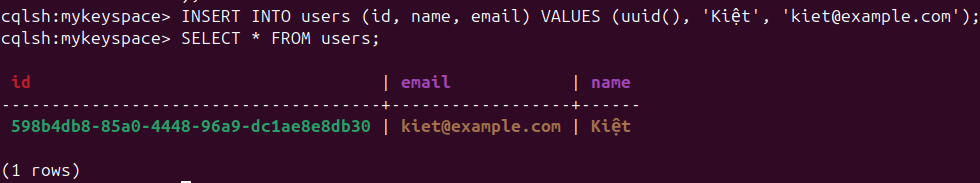 cqlsh:mykeyspace> INSERT INTO users (id, name, email) VALUES (uuid(), 'Kiệt', 'kiet@example.com');
cqlsh:mykeyspace> SELECT * FROM users;
id | email | name
--------------------------------------+------------------+------
598b4db8-85a0-4448-96a9-dc1ae8e8db30 | kiet@example.com | Kiệt
(1 rows)